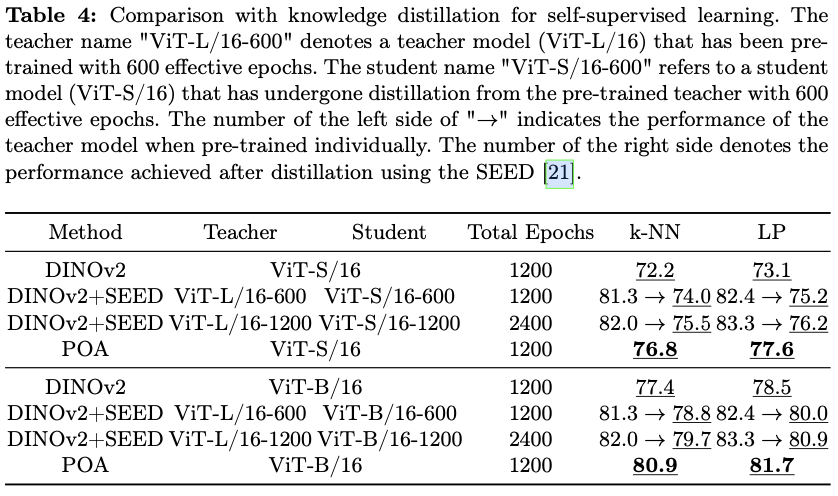 Table 4: Comparison with knowledge distillation for self-supervised learning. The
teacher name "ViT-L/16-600" denotes a teacher model (ViT-L/16) that has been pre-
trained with 600 effective epochs. The student name "ViT-S/16-600" refers to a student
model (ViT-S/16) that has undergone distillation from the pre-trained teacher with 600
effective epochs. The number of the left side of "→" indicates the performance of the
teacher model when pre-trained individually. The number of the right side denotes the
performance achieved after distillation using the SEED [21].
Method Teacher Student Total Epochs k-NN LP
DINOv2 ViT-S/16 1200 72.2 73.1
DINOv2+SEED ViT-L/16-600 ViT-S/16-600 1200 81.3 → 74.0 82.4 → 75.2
DINOv2+SEED ViT-L/16-1200 ViT-S/16-1200 2400 82.0 → 75.5 83.3 → 76.2
POA ViT-S/16 1200 76.8 77.6
DINOv2 ViT-B/16 1200 77.4 78.5
DINOv2+SEED ViT-L/16-600 ViT-B/16-600 1200 81.3 → 78.8 82.4 → 80.0
DINOv2+SEED ViT-L/16-1200 ViT-B/16-1200 2400 82.0 → 79.7 83.3 → 80.9
POA ViT-B/16 1200 80.9 81.7